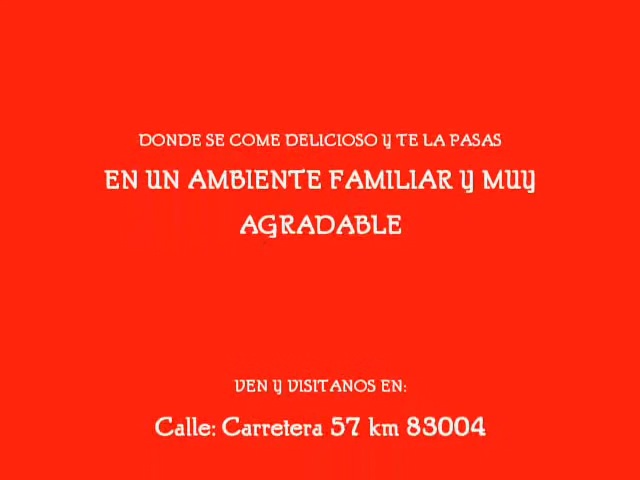 DONDE SE COME DELICIOSO Y TE LA PASAS
EN UN AMBIENTE FAMILIAR Y MUY
AGRADABLE
VEN Y VISITANOS EN:
Calle: Carretera 57 km 83004